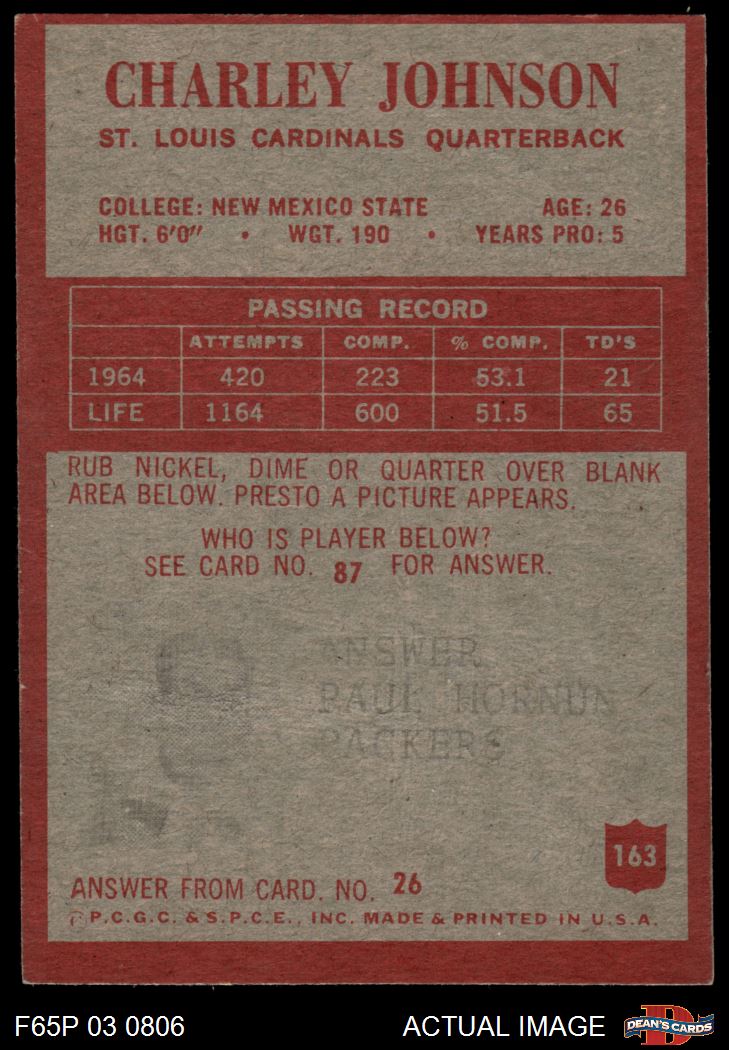 CHARLEY JOHNSON
ST. LOUIS CARDINALS QUARTERBACK
COLLEGE: NEW MEXICO STATE AGE: 26
HGT. 6'0" • WGT. 190 • YEARS PRO: 5
PASSING RECORD
ATTEMPTS COMP. % COMP. TD'S
1964 420 223 53.1 21
LIFE 1164 600 51.5 65
RUB NICKEL, DIME OR QUARTER OVER BLANK
AREA BELOW. PRESTO A PICTURE APPEARS.
WHO IS PLAYER BELOW?
SEE CARD NO. 87 FOR ANSWER.
ANSWER
PAUL HORNUN
PACKERS
163
ANSWER FROM CARD. NO. 26
P.C.G.C. & S.P.C.E., INC. MADE & PRINTED IN U.S.A.
F65P 03 0806 ACTUAL IMAGE
D
DEAN'S CARDS